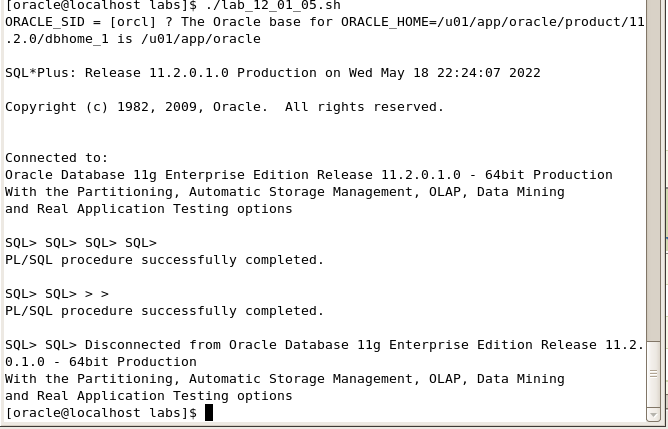 [oracle@localhost labs]$ ./lab_12_01_05.sh
ORACLE_SID = [orcl] ? The Oracle base for ORACLE_HOME=/u01/app/oracle/product/11
.2.0/dbhome_1 is /u01/app/oracle
SQL*Plus: Release 11.2.0.1.0 Production on Wed May 18 22:24:07 2022
Copyright (c) 1982, 2009, Oracle.  All rights reserved.
Connected to:
Oracle Database 11g Enterprise Edition Release 11.2.0.1.0 - 64bit Production
With the Partitioning, Automatic Storage Management, OLAP, Data Mining
and Real Application Testing options
SQL> SQL> SQL> SQL>
PL/SQL procedure successfully completed.
SQL> SQL> > >
PL/SQL procedure successfully completed.
SQL> SQL> Disconnected from Oracle Database 11g Enterprise Edition Release 11.2.
0.1.0 - 64bit Production
With the Partitioning, Automatic Storage Management, OLAP, Data Mining
and Real Application Testing options
[oracle@localhost labs]$